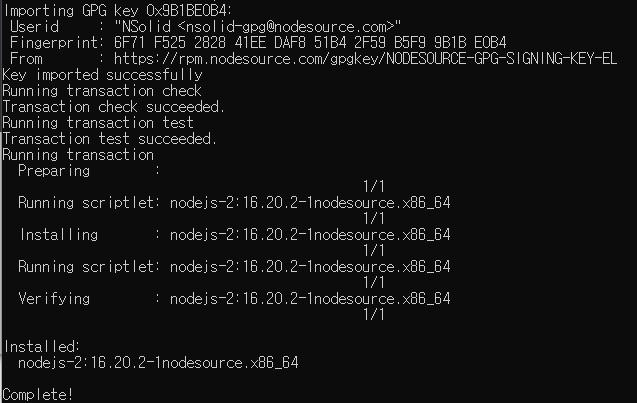 Importing GPG key 0x9B1BE0B4:
 Userid     : "NSolid <nsolid-gpg@nodesource.com>"
 Fingerprint: 6F71 F525 2828 41EE DAF8 51B4 2F59 B5F9 9B1B E0B4
 From       : https://rpm.nodesource.com/gpgkey/NODESOURCE-GPG-SIGNING-KEY-EL
Key imported successfully
Running transaction check
Transaction check succeeded.
Running transaction test
Transaction test succeeded.
Running transaction
  Preparing        :
1/1
  Running scriptlet: nodejs-2:16.20.2-1nodesource.x86_64
1/1
  Installing       : nodejs-2:16.20.2-1nodesource.x86_64
1/1
  Running scriptlet: nodejs-2:16.20.2-1nodesource.x86_64
1/1
  Verifying        : nodejs-2:16.20.2-1nodesource.x86_64
1/1
Installed:
  nodejs-2:16.20.2-1nodesource.x86_64
Complete!